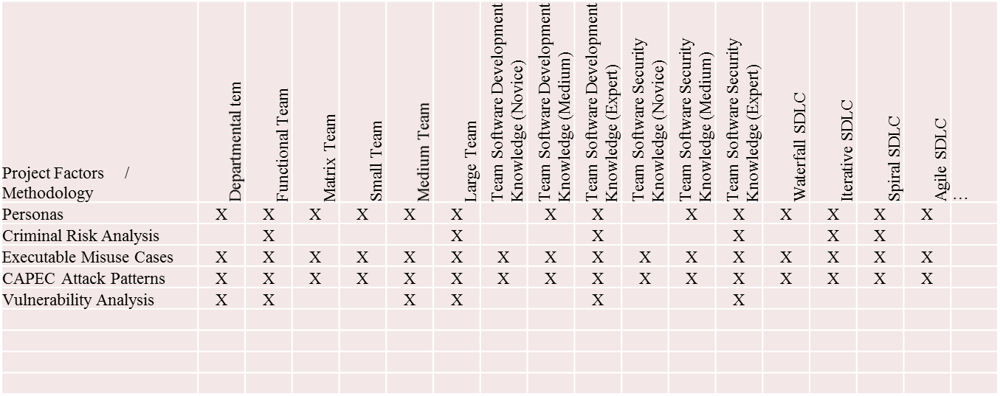 Project Factors /
Methodology
Departmental tem
Functional Team
Matrix Team
Small Team
Medium Team
Large Team
Team Software Development
Knowledge (Novice)
Team Software Development
Knowledge (Medium)
Team Software Development
Knowledge (Expert)
Team Software Security
Knowledge (Novice)
Team Software Security
Knowledge (Medium)
Team Software Security
Knowledge (Expert)
Waterfall SDLC
Iterative SDLC
Spiral SDLC
Agile SDLC
…
Personas X X X X X X X X X X X X X X
Criminal Risk Analysis X X X X X X
Executable Misuse Cases X X X X X X X X X X X X X X X X
CAPEC Attack Patterns X X X X X X X X X X X X X X X X
Vulnerability Analysis X X X X X X